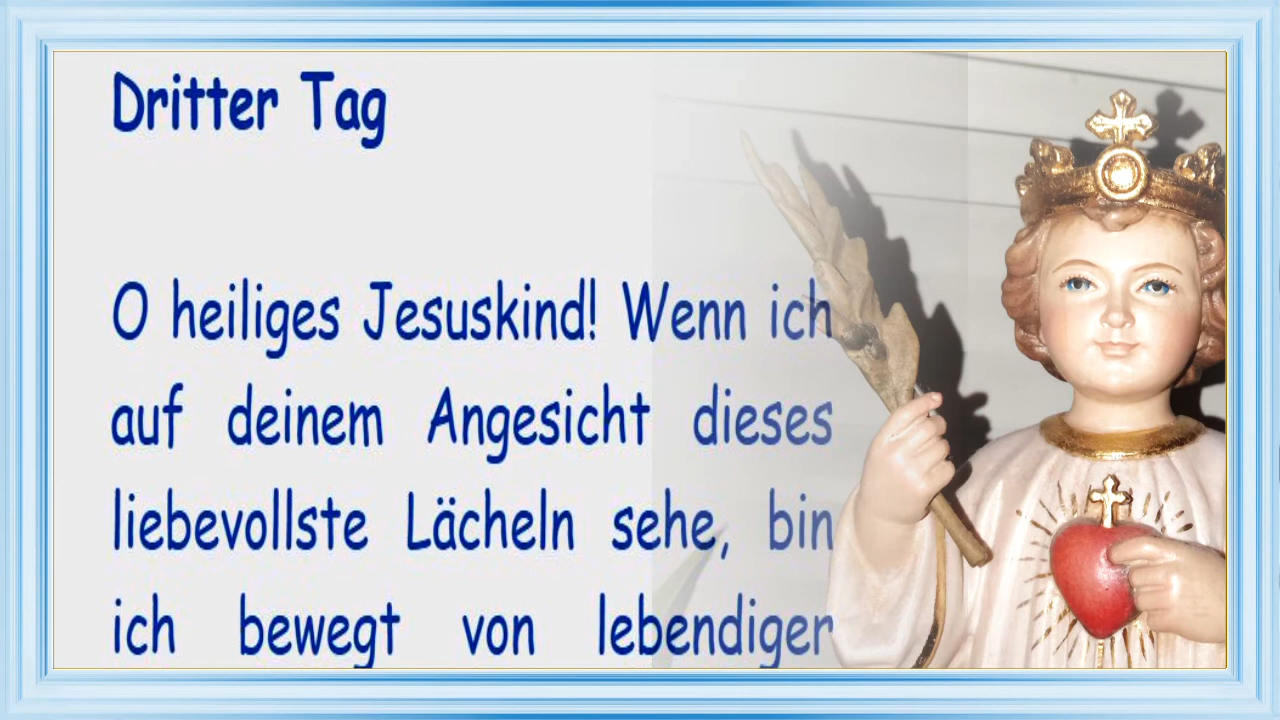 Dritter Tag
O heiliges Jesuskind! Wenn ich
auf deinem Angesicht dieses
liebevollste Lächeln sehe, bin
ich bewegt von lebendiger